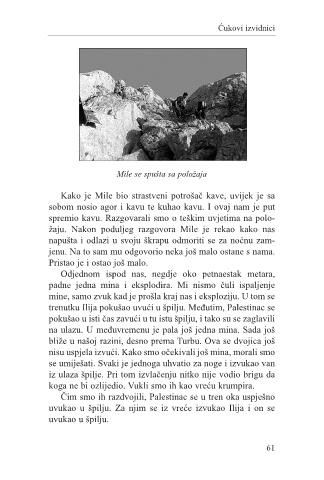 Ćukovi izvidnici
Mile se spušta sa položaja
Kako je Mile bio strastveni potrošač kave, uvijek je sa
sobom nosio agor i kavu te kuhao kavu. I ovaj nam je put
spremio kavu. Razgovarali smo o teškim uvjetima na polo-
žaju. Nakon poduljeg razgovora Mile je rekao kako nas
napušta i odlazi u svoju škrapu odmoriti se za noćnu zam-
jenu. Na to sam mu odgovorio neka još malo ostane s nama.
Pristao je i ostao još malo.
Odjednom ispod nas, negdje oko petnaestak metara,
padne jedna mina i eksplodira. Mi nismo čuli ispaljenje
mine, samo zvuk kad je prošla kraj nas i eksploziju. U tom se
trenutku Ilija pokušao uvući u špilju. Međutim, Palestinac se
pokušao u isti čas zavući u tu istu špilju, i tako su se zaglavili
na ulazu. U međuvremenu je pala još jedna mina. Sada još
bliže u našoj razini, desno prema Turbu. Ova se dvojica još
nisu uspjela izvući. Kako smo očekivali još mina, morali smo
se umiješati. Svaki je jednoga uhvatio za noge i izvukao van
iz ulaza špilje. Pri tom izvlačenju nitko nije vodio brigu da
koga ne bi ozlijedio. Vukli smo ih kao vreću krumpira.
Čim smo ih razdvojili, Palestinac se u tren oka uspješno
uvukao u špilju. Za njim se iz vreće izvukao Ilija i on se
uvukao u špilju.
61